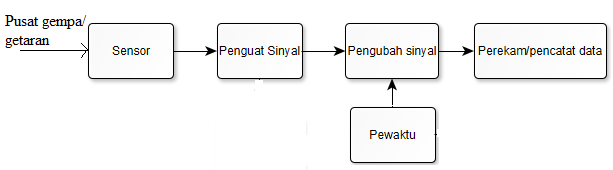 Pusat gempa/
getaran
Sensor
Penguat Sinyal
Pengubah sinyal
Perekam/pencatat data
Pewaktu